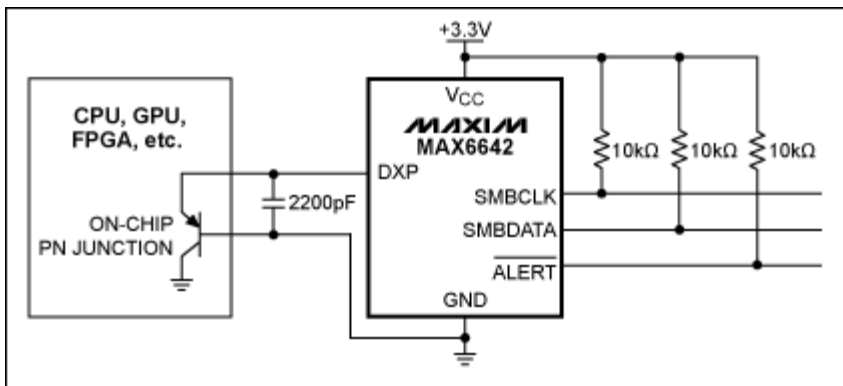 +3.3V
CPU, GPU,
FPGA, etc.
VCC
MAXIM
MAX6642
DXP
10kΩ
10kΩ
10kΩ
2200pF
SMBCLK
ON-CHIP
PN JUNCTION
SMBDATA
ALERT
GND